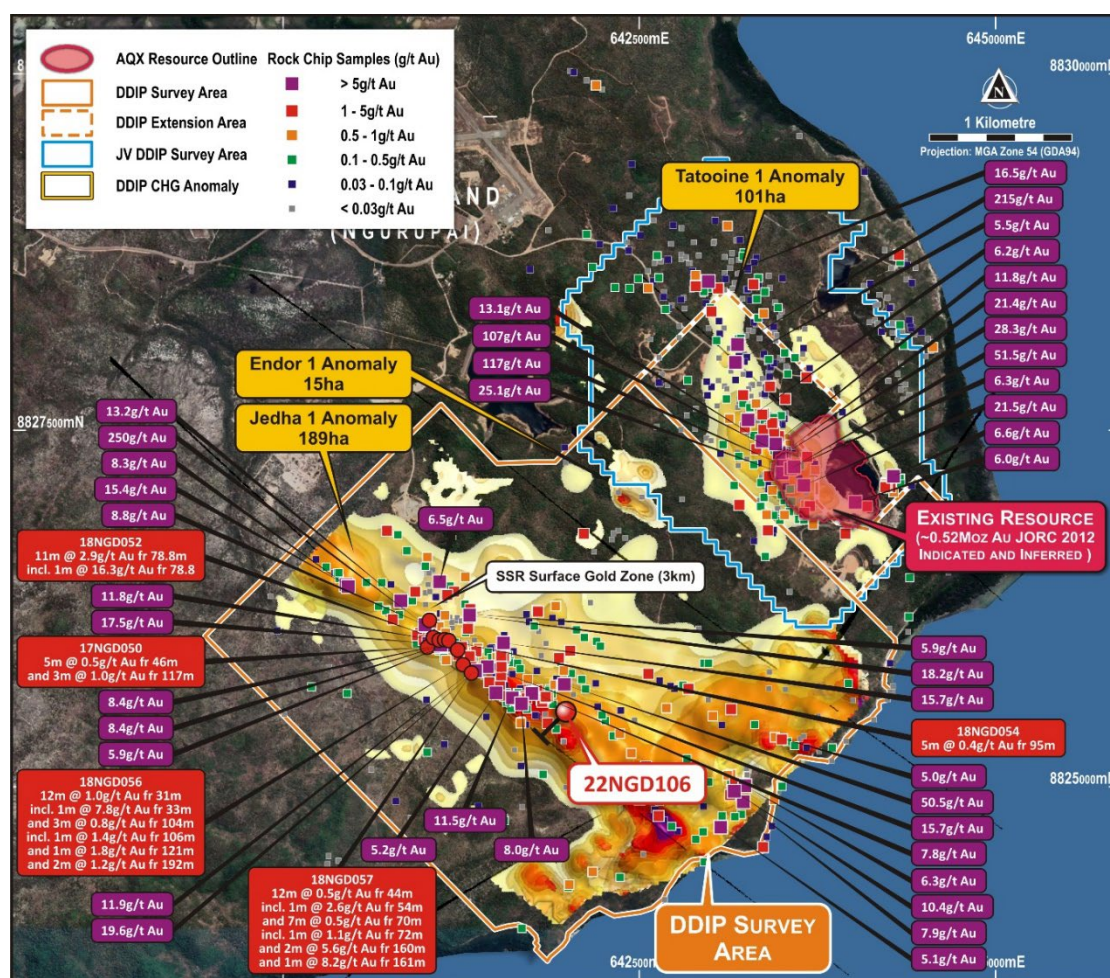 AQX Resource Outline
DDIP Survey Area
DDIP Extension Area
JV DDIP Survey Area
DDIP CHG Anomaly
Rock Chip Samples (g/t Au)
> 5g/t Au
1 - 5g/t Au
0.5 - 1g/t Au
0.1 - 0.5g/t Au
0.03 - 0.1g/t Au
< 0.03g/t Au
(NGURUPAI)
642500mE
645000mE
8830000m
N
1 Kilometre
Projection: MGA Zone 54 (GDA94)
Tatooine 1 Anomaly
101ha
16.5g/t Au
215g/t Au
5.5g/t Au
6.2g/t Au
11.8g/t Au
21.4g/t Au
28.3g/t Au
51.5g/t Au
6.3g/t Au
21.5g/t Au
6.6g/t Au
6.0g/t Au
13.1g/t Au
107g/t Au
117g/t Au
25.1g/t Au
Endor 1 Anomaly
15ha
Jedha 1 Anomaly
189ha
8827500mN
13.2g/t Au
250g/t Au
8.3g/t Au
15.4g/t Au
8.8g/t Au
18NGD052
11m @ 2.9g/t Au fr 78.8m
incl. 1m @ 16.3g/t Au fr 78.8
11.8g/t Au
17.5g/t Au
17NGD050
5m @ 0.5g/t Au fr 46m
and 3m @ 1.0g/t Au fr 117m
8.4g/t Au
8.4g/t Au
5.9g/t Au
18NGD056
12m @ 1.0g/t Au fr 31m
incl. 1m @ 7.8g/t Au fr 33m
and 3m @ 0.8g/t Au fr 104m
incl. 1m @ 1.4g/t Au fr 106m
and 1m @ 1.8g/t Au fr 121m
and 2m @ 1.2g/t Au fr 192m
11.9g/t Au
19.6g/t Au
6.5g/t Au
SSR Surface Gold Zone (3km)
EXISTING RESOURCE
(~0.52MOZ AU JORC 2012
INDICATED AND INFERRED )
5.9g/t Au
18.2g/t Au
15.7g/t Au
18NGD054
5m @ 0.4g/t Au fr 95m
22NGD106
8825000m
5.0g/t Au
50.5g/t Au
15.7g/t Au
7.8g/t Au
6.3g/t Au
10.4g/t Au
7.9g/t Au
5.1g/t Au
11.5g/t Au
5.2g/t Au
8.0g/t Au
18NGD057
12m @ 0.5g/t Au fr 44m
incl. 1m @ 2.6g/t Au fr 54m
and 7m @ 0.5g/t Au fr 70m
incl. 1m @ 1.1g/t Au fr 72m
and 2m @ 5.6g/t Au fr 160m
and 1m @ 8.2g/t Au fr 161m
DDIP SURVEY
AREA
642500m
000mE